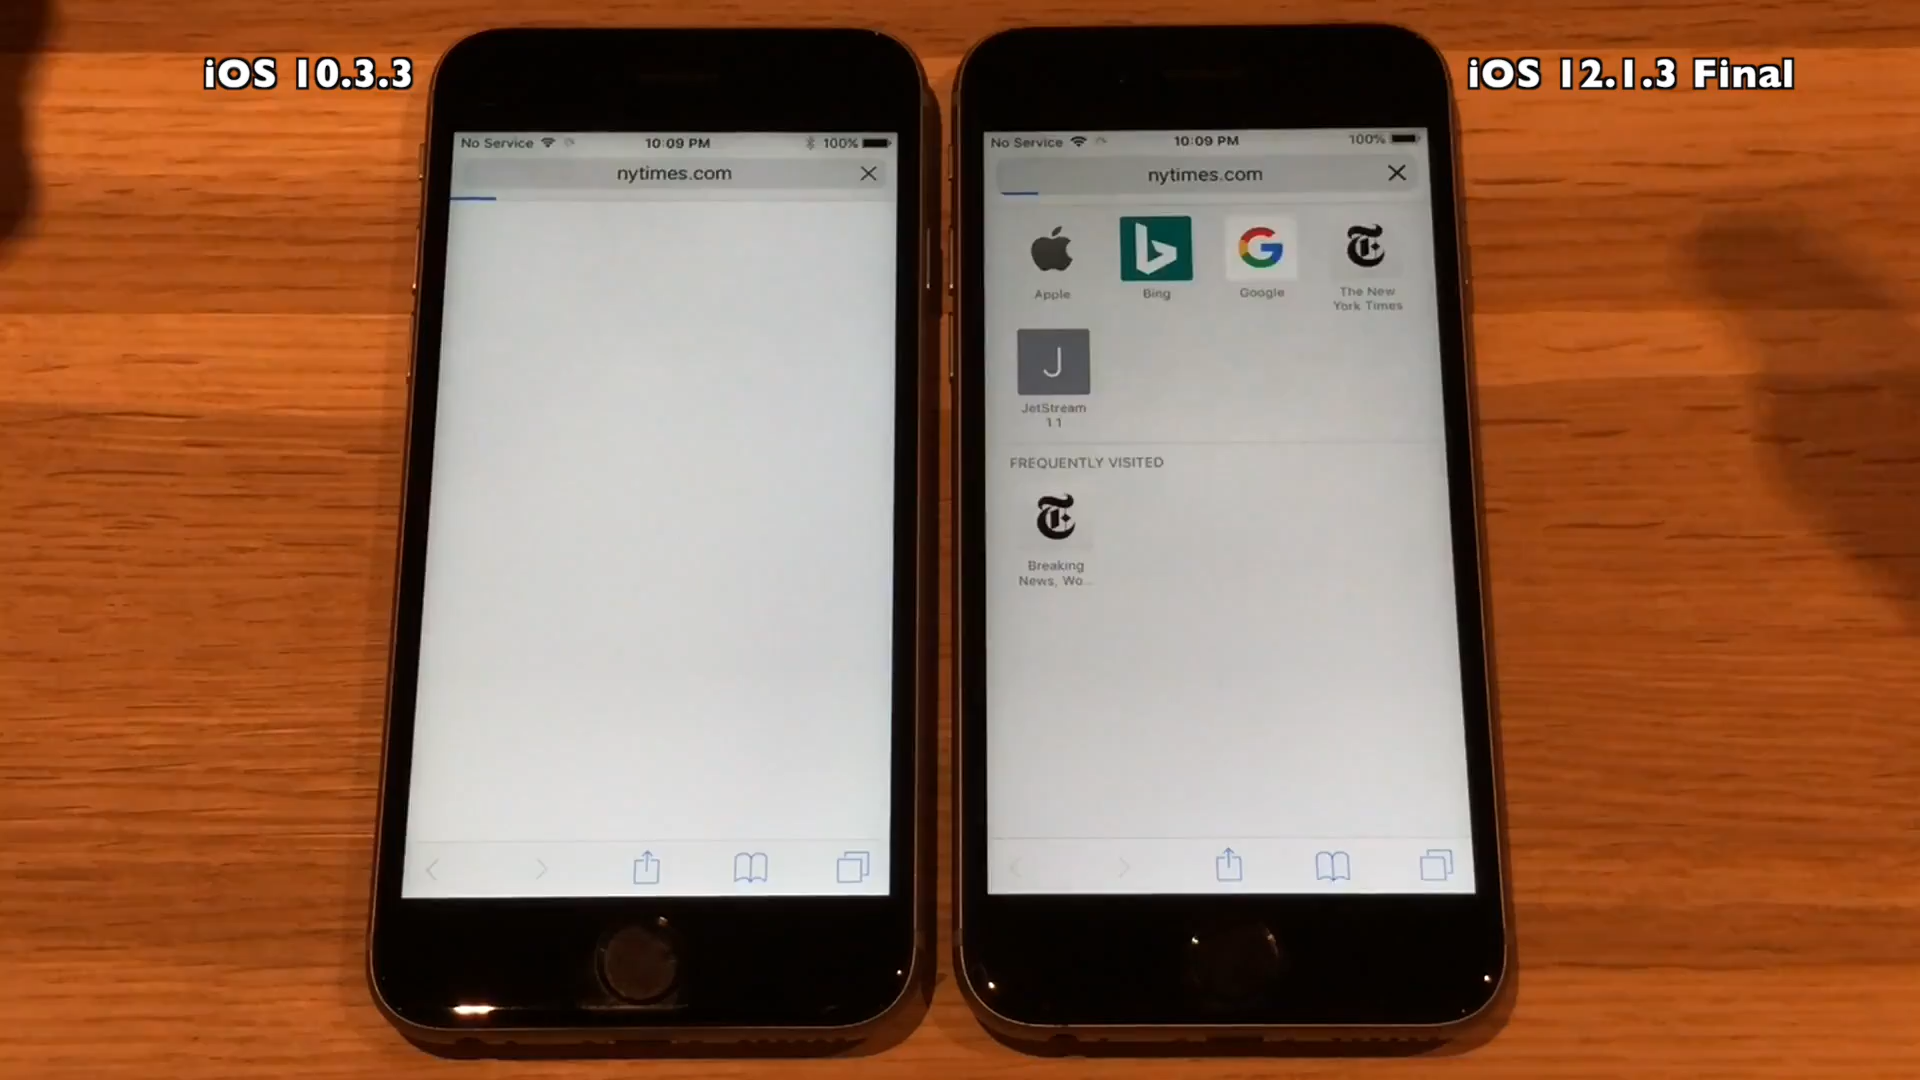 iOS 10.3.3
iOS 12.1.3 Final
No Service 10:09 PM 100%
nytimes.com
No Service 10:09 PM 100%
nytimes.com
Apple
Bing
Google
The New
York Times
J
JetStream
1.1
FREQUENTLY VISITED
Breaking
News, Wo...